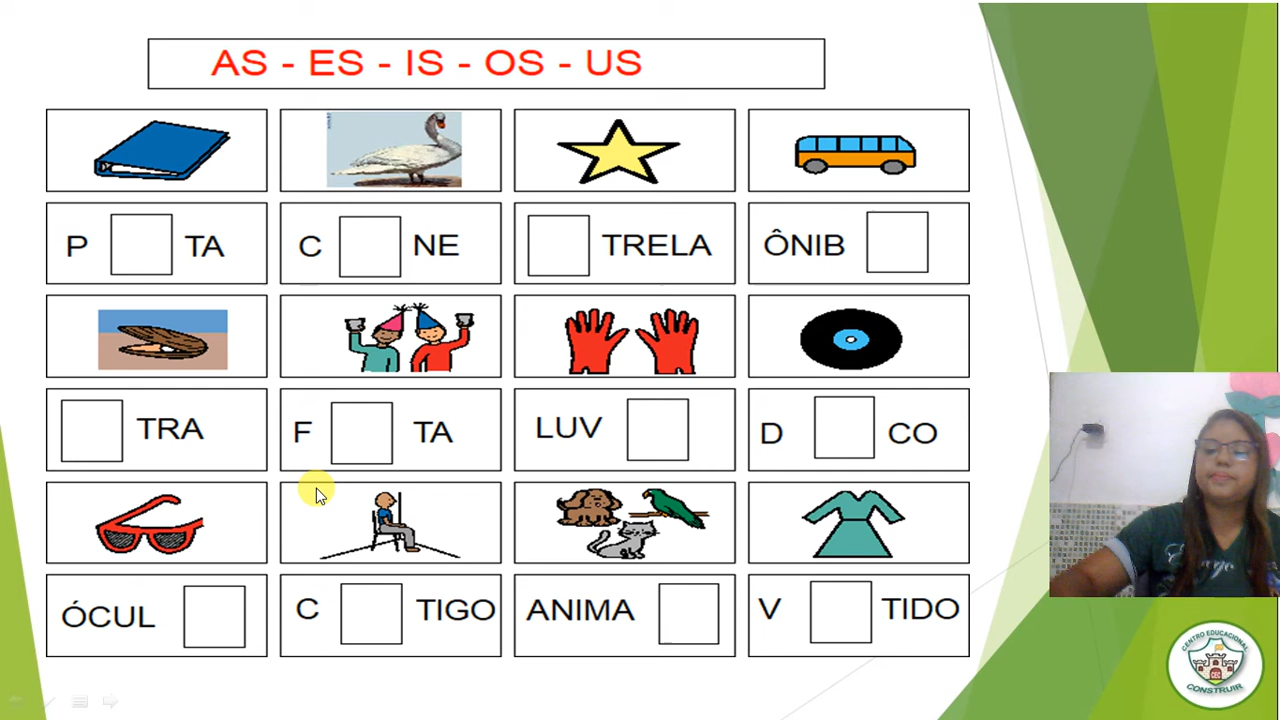 AS - ES - IS - OS - US
P TA C NE TRELA ÔNIB
TRA F TA LUV D CO
ÓCUL C TIGO ANIMA V TIDO
CENTRO EDUCACIONAL
CEC
CONSTRUIR